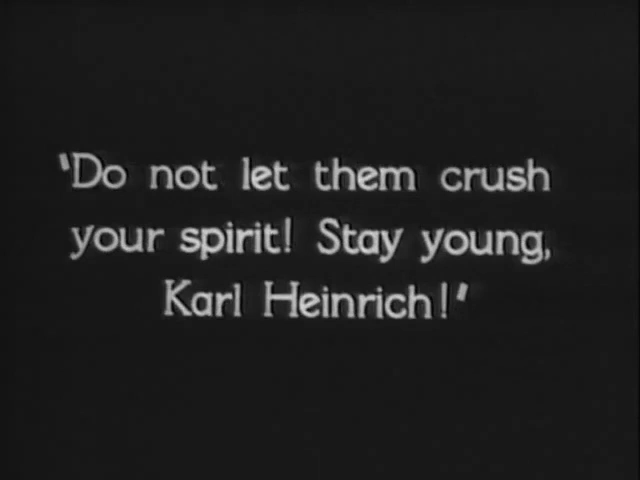 "Do not let them crush
your spirit! Stay young,
Karl Heinrich!"